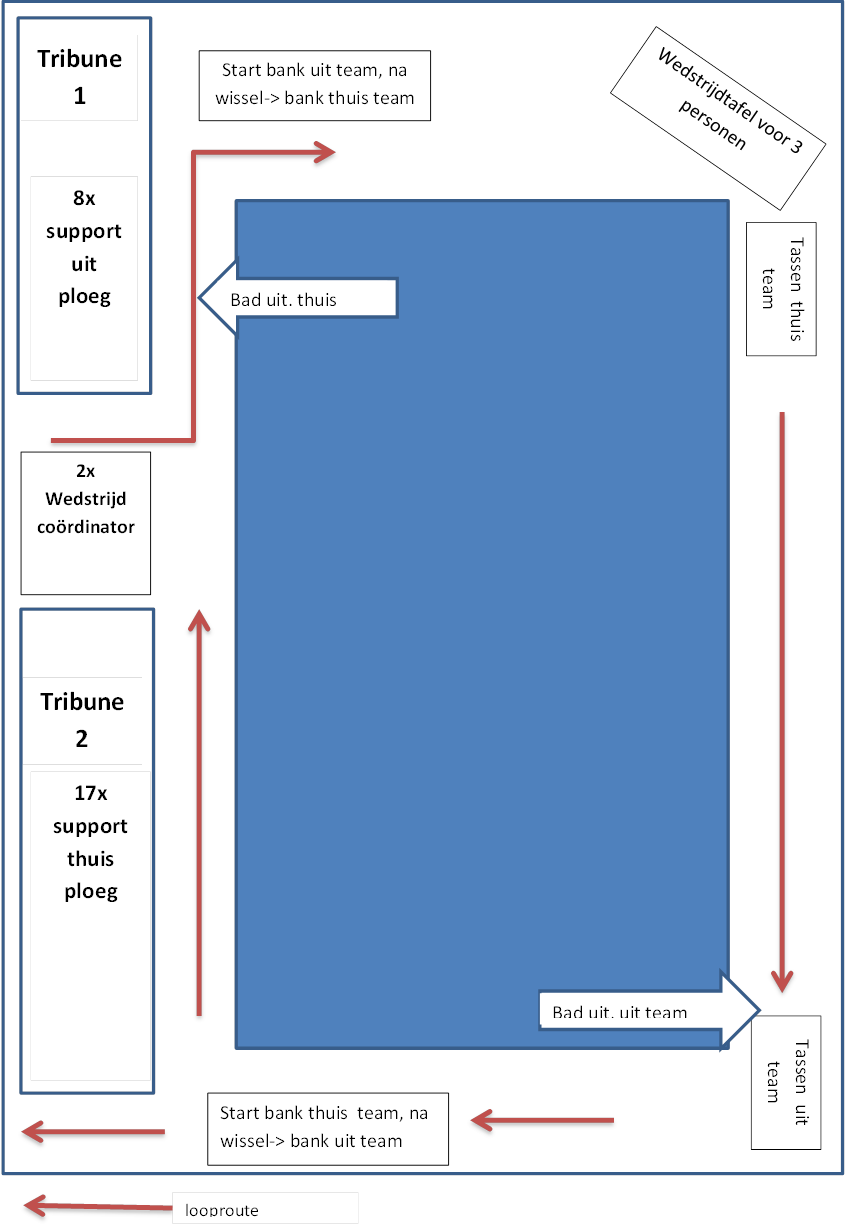 Tribune
1
Start bank uit team, na
wissel-> bank thuis team
Wedstrijdtafel voor 3
personen
8x
support
uit
ploeg
Tassen thuis
team
Bad uit. thuis
2x
Wedstrijd
coördinator
Tribune
2
17x
support
thuis
ploeg
Bad uit. uit team
Tassen uit
team
Start bank thuis team, na
wissel-> bank uit team
looproute